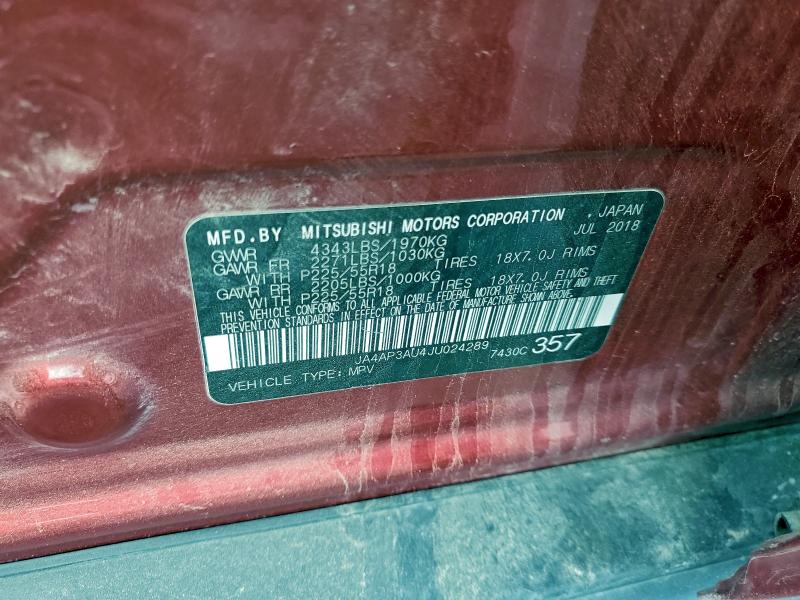 MFD.BY MITSUBISHI MOTORS CORPORATION . JAPAN
GVWR 4343LBS/1970KG JUL 2018
GAWR FR 2271LBS/1030KG
WITH P225/55R18 TIRES 18X7.0J RIMS
GAWR RR 2205LBS/1000KG
WITH P225/55R18 TIRES 18X7.0J RIMS
THIS VEHICLE CONFORMS TO ALL APPLICABLE FEDERAL MOTOR VEHICLE SAFETY AND THEFT
PREVENTION STANDARDS IN EFFECT ON THE DATE OF MANUFACTURE SHOWN ABOVE.
JA4AP3AU4JU024289 7430C 357
VEHICLE TYPE: MPV